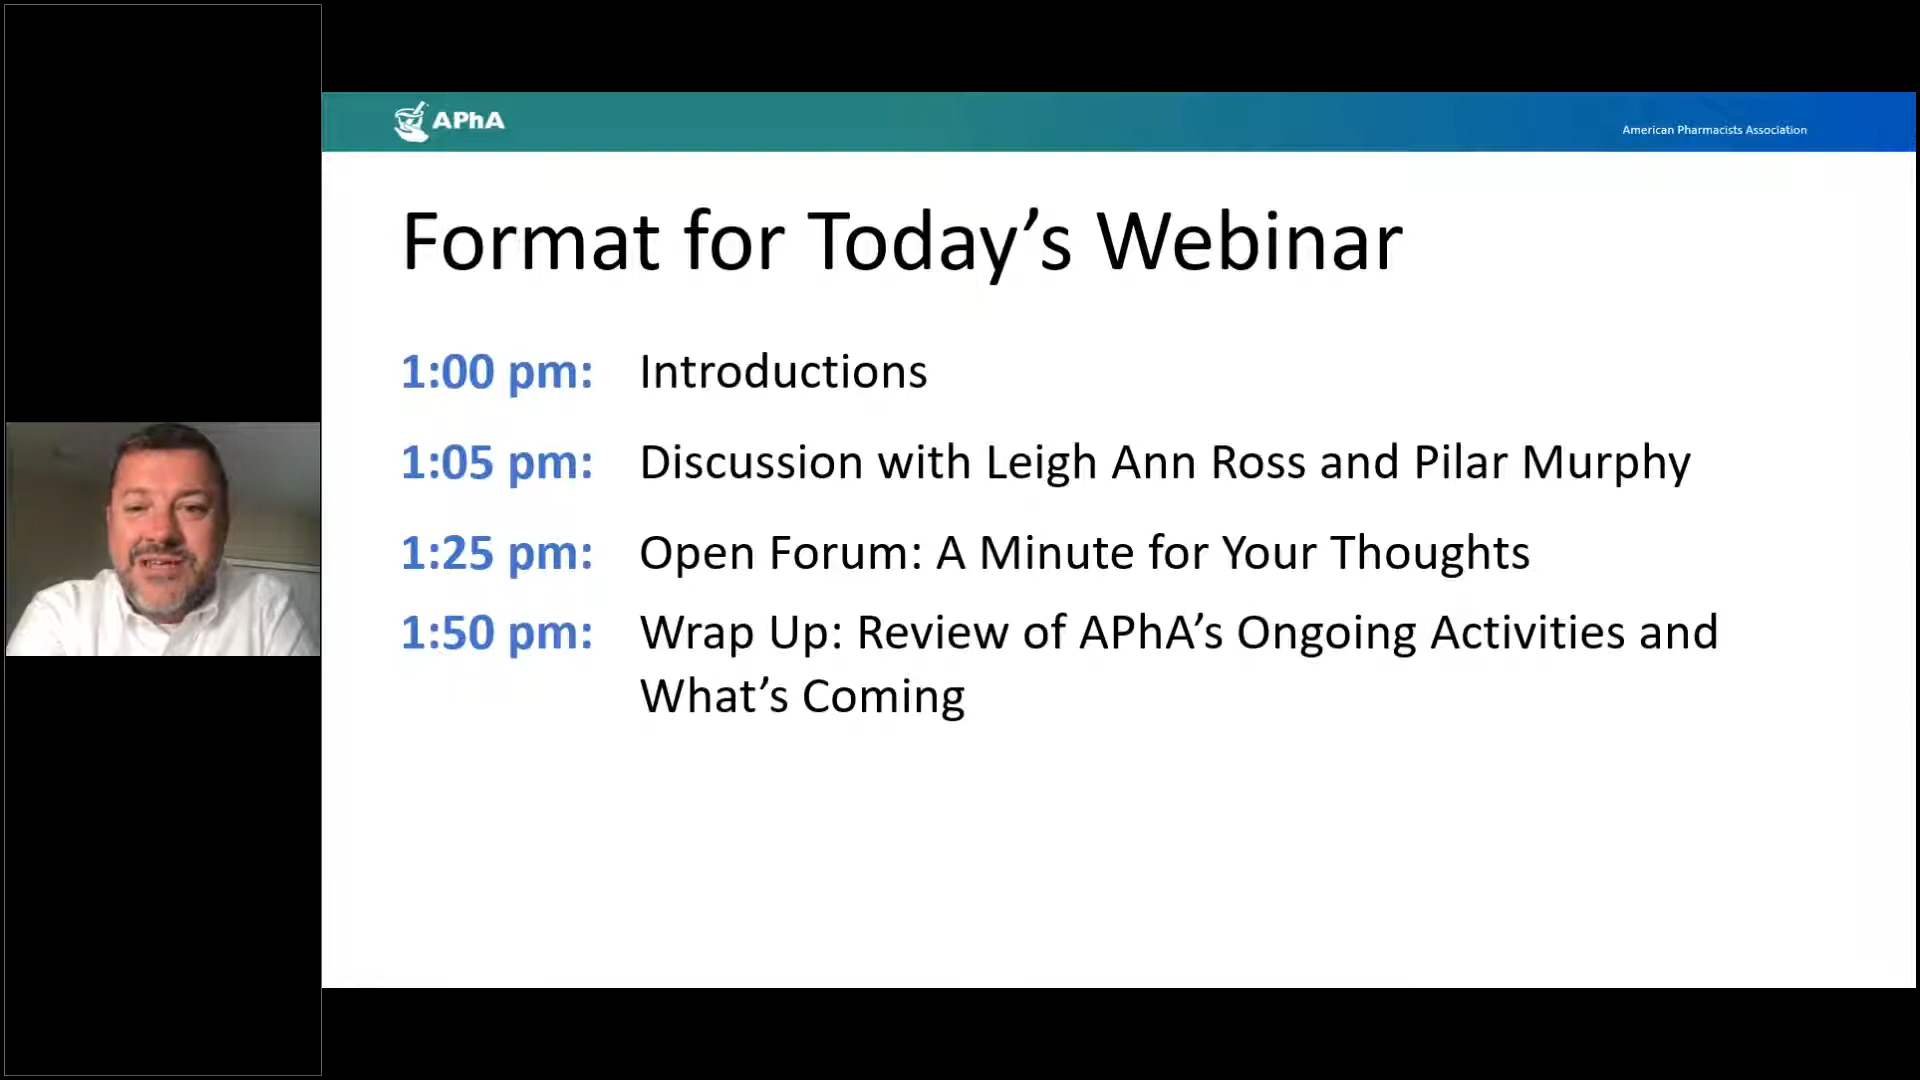 APhA
American Pharmacists Association
Format for Today’s Webinar
1:00 pm: Introductions
1:05 pm: Discussion with Leigh Ann Ross and Pilar Murphy
1:25 pm: Open Forum: A Minute for Your Thoughts
1:50 pm: Wrap Up: Review of APhA’s Ongoing Activities and
What’s Coming